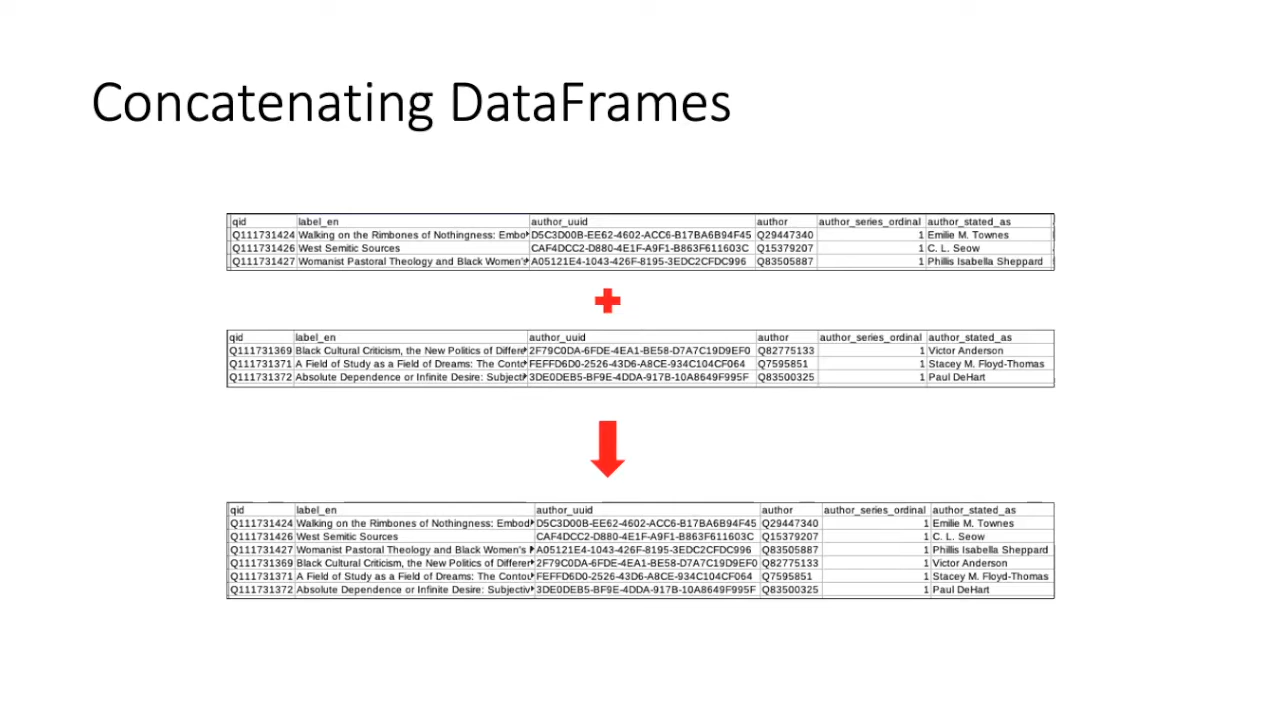 Concatenating DataFrames
qid label_en author_uuid author author_series_ordinal author_stated_as
Q111731424 Walking on the Rimbones of Nothingness: Embo D5C3D00B-EE62-4602-ACC6-B17BA6B94F45 Q29447340 1 Emilie M. Townes
Q111731426 West Semitic Sources CAF4DCC2-D880-4E1F-A9F1-B863F611603C Q15379207 1 C. L. Seow
Q111731427 Womanist Pastoral Theology and Black Women's A05121E4-1043-426F-8195-3EDC2CFDC996 Q83505887 1 Phillis Isabella Sheppard
qid label_en author_uuid author author_series_ordinal author_stated_as
Q111731369 Black Cultural Criticism, the New Politics of Differe 2F79C0DA-6FDE-4EA1-BE58-D7A7C19D9EF0 Q82775133 1 Victor Anderson
Q111731371 A Field of Study as a Field of Dreams: The Conto FEFFD6D0-2526-43D6-A8CE-934C104CF064 Q7595851 1 Stacey M. Floyd-Thomas
Q111731372 Absolute Dependence or Infinite Desire: Subjecti 3DE0DEB5-BF9E-4DDA-917B-10A8649F995F Q83500325 1 Paul DeHart
qid label_en author_uuid author author_series_ordinal author_stated_as
Q111731424 Walking on the Rimbones of Nothingness: Embod D5C3D00B-EE62-4602-ACC6-B17BA6B94F45 Q29447340 1 Emilie M. Townes
Q111731426 West Semitic Sources CAF4DCC2-D880-4E1F-A9F1-B863F611603C Q15379207 1 C. L. Seow
Q111731427 Womanist Pastoral Theology and Black Women's A05121E4-1043-426F-8195-3EDC2CFDC996 Q83505887 1 Phillis Isabella Sheppard
Q111731369 Black Cultural Criticism, the New Politics of Differer 2F79C0DA-6FDE-4EA1-BE58-D7A7C19D9EF0 Q82775133 1 Victor Anderson
Q111731371 A Field of Study as a Field of Dreams: The Contou FEFFD6D0-2526-43D6-A8CE-934C104CF064 Q7595851 1 Stacey M. Floyd-Thomas
Q111731372 Absolute Dependence or Infinite Desire: Subjectiv 3DE0DEB5-BF9E-4DDA-917B-10A8649F995F Q83500325 1 Paul DeHart